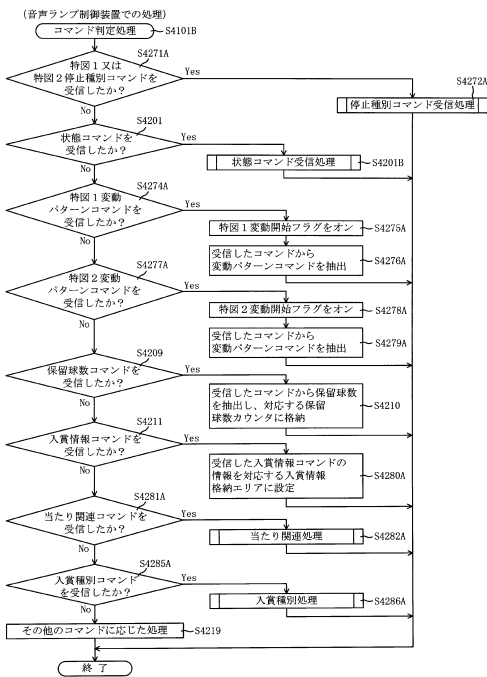 (音声ランプ制御装置での処理)
コマンド判定処理
S4101B
特図1又は
特図2停止種別コマンドを
受信したか？
S4271A
Yes
No
S4272A
停止種別コマンド受信処理
状態コマンドを
受信したか？
S4201
Yes
No
状態コマンド受信処理
S4201B
特図1変動
パターンコマンドを
受信したか？
S4274A
Yes
No
特図1変動開始フラグをオン
S4275A
受信したコマンドから
変動パターンコマンドを抽出
S4276A
特図2変動
パターンコマンドを
受信したか？
S4277A
Yes
No
特図2変動開始フラグをオン
S4278A
受信したコマンドから
変動パターンコマンドを抽出
S4279A
保留球数コマンドを
受信したか？
S4209
Yes
No
受信したコマンドから保留球数
を抽出し、対応する保留
球数カウンタに格納
S4210
入賞情報コマンドを
受信したか？
S4211
Yes
No
受信した入賞情報コマンドの
情報を対応する入賞情報
格納エリアに設定
S4280A
当たり関連コマンドを
受信したか？
S4281A
Yes
No
当たり関連処理
S4282A
入賞種別コマンド
を受信したか？
S4285A
Yes
No
入賞種別処理
S4286A
その他のコマンドに応じた処理
S4219
終了